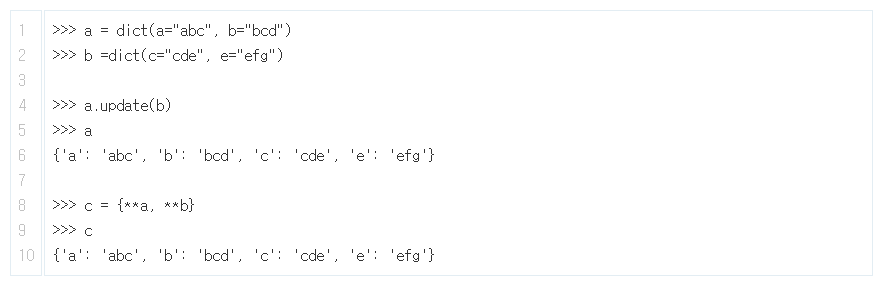 1 >>> a = dict(a="abc", b="bcd")
2 >>> b =dict(c="cde", e="efg")
3
4 >>> a.update(b)
5 >>> a
6 {'a': 'abc', 'b': 'bcd', 'c': 'cde', 'e': 'efg'}
7
8 >>> c = {**a, **b}
9 >>> c
10 {'a': 'abc', 'b': 'bcd', 'c': 'cde', 'e': 'efg'}